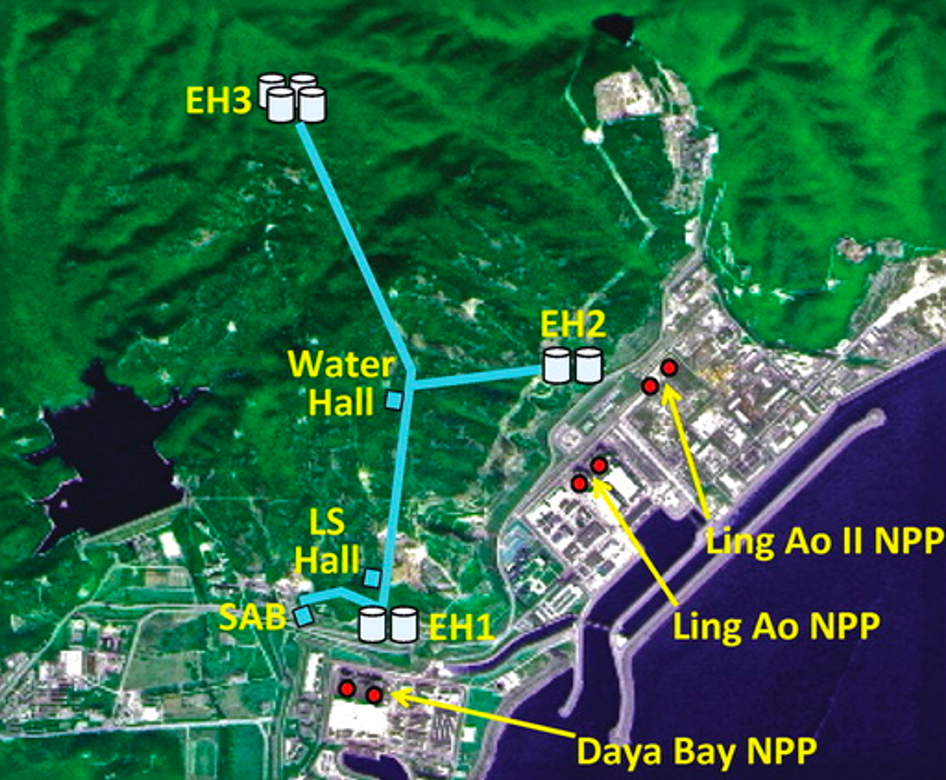 EH3
EH2
Water
Hall
LS
Hall
Ling Ao II NPP
SAB
EH1
Ling Ao NPP
Daya Bay NPP